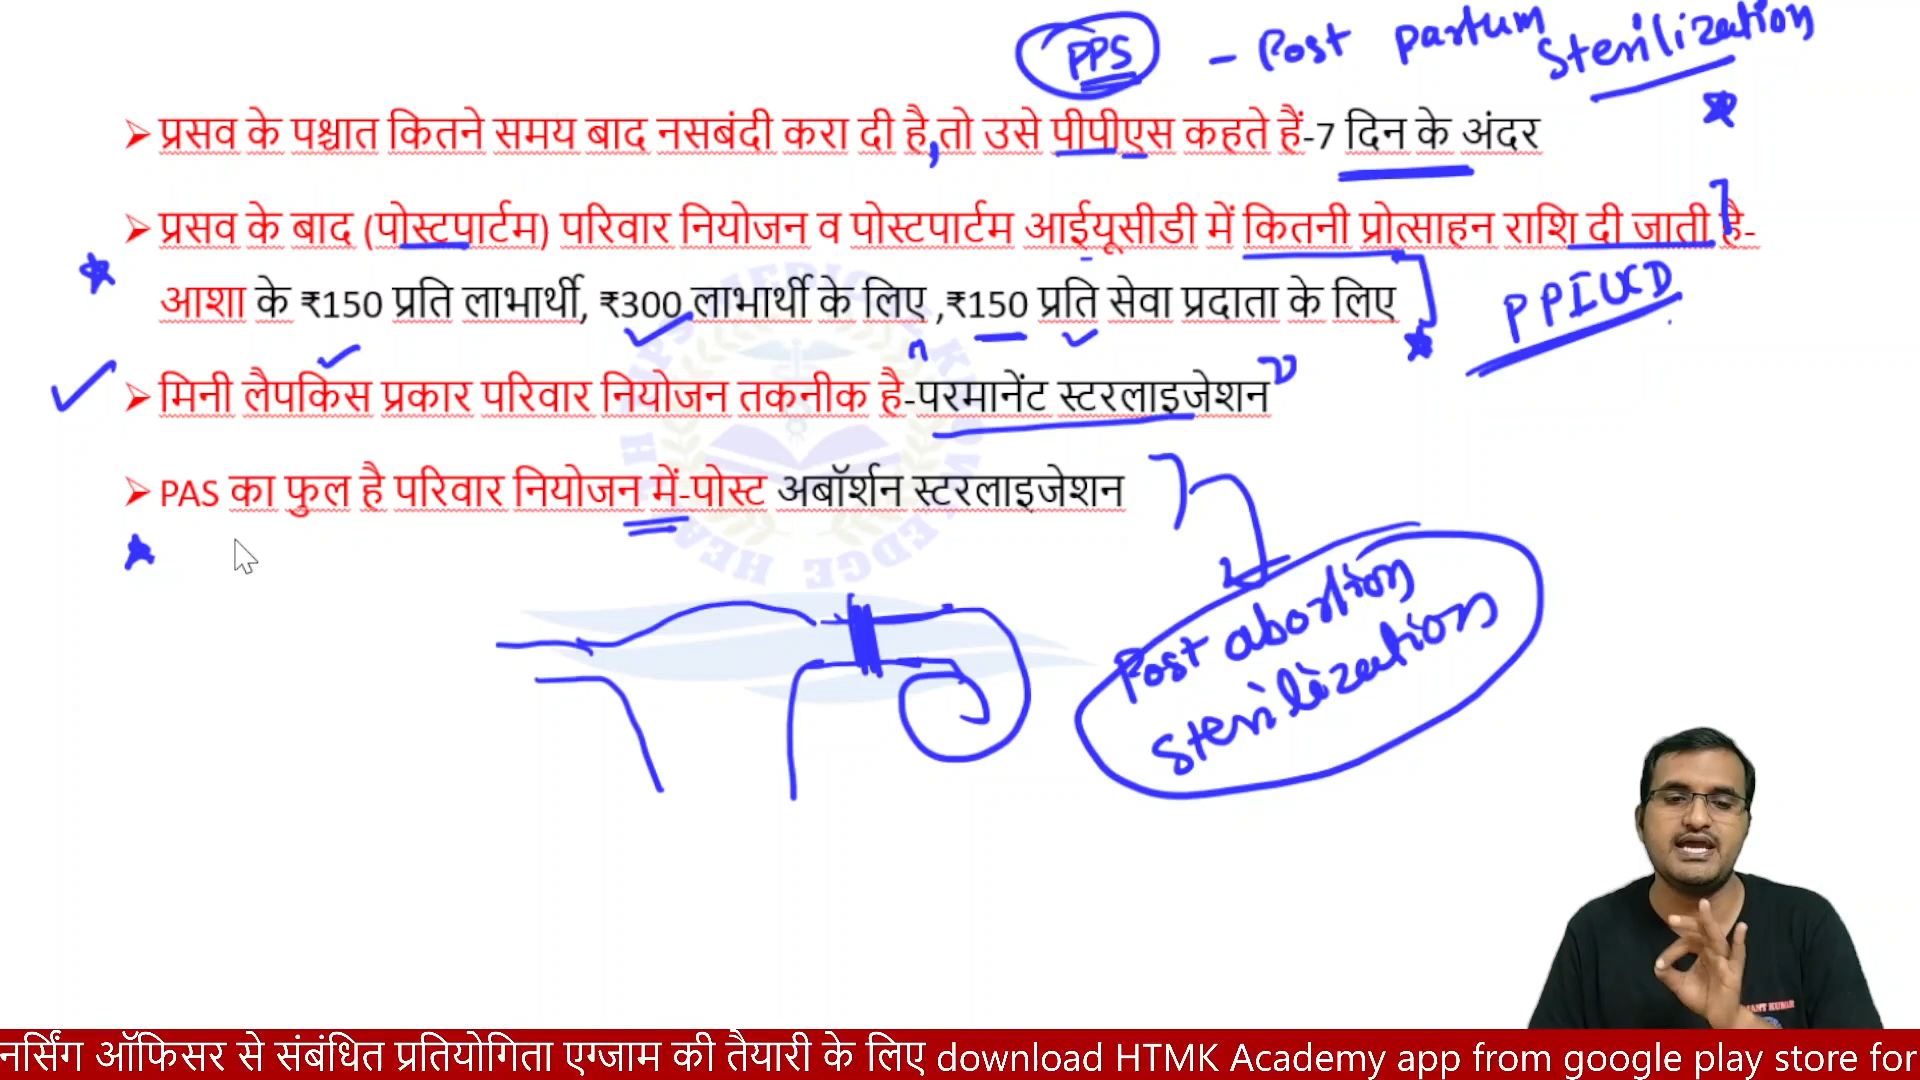 PPS - Post partum sterilization
➢ प्रसव के पश्चात कितने समय बाद नसबंदी करा दी है,तो उसे पीपीएस कहते हैं-7 दिन के अंदर
➢ प्रसव के बाद (पोस्टपार्टम) परिवार नियोजन व पोस्टपार्टम आईयूसीडी में कितनी प्रोत्साहन राशि दी जाती है-
आशा के ₹150 प्रति लाभार्थी, ₹300 लाभार्थी के लिए ,₹150 प्रति सेवा प्रदाता के लिए
PPIUCD
➢ मिनी लैपकिस प्रकार परिवार नियोजन तकनीक है-परमानेंट स्टरलाइजेशन
➢ PAS का फुल है परिवार नियोजन में-पोस्ट अबॉर्शन स्टरलाइजेशन
Post abortion
sterilization
नर्सिंग ऑफिसर से संबंधित प्रतियोगिता एग्जाम की तैयारी के लिए download HTMK Academy app from google play store for